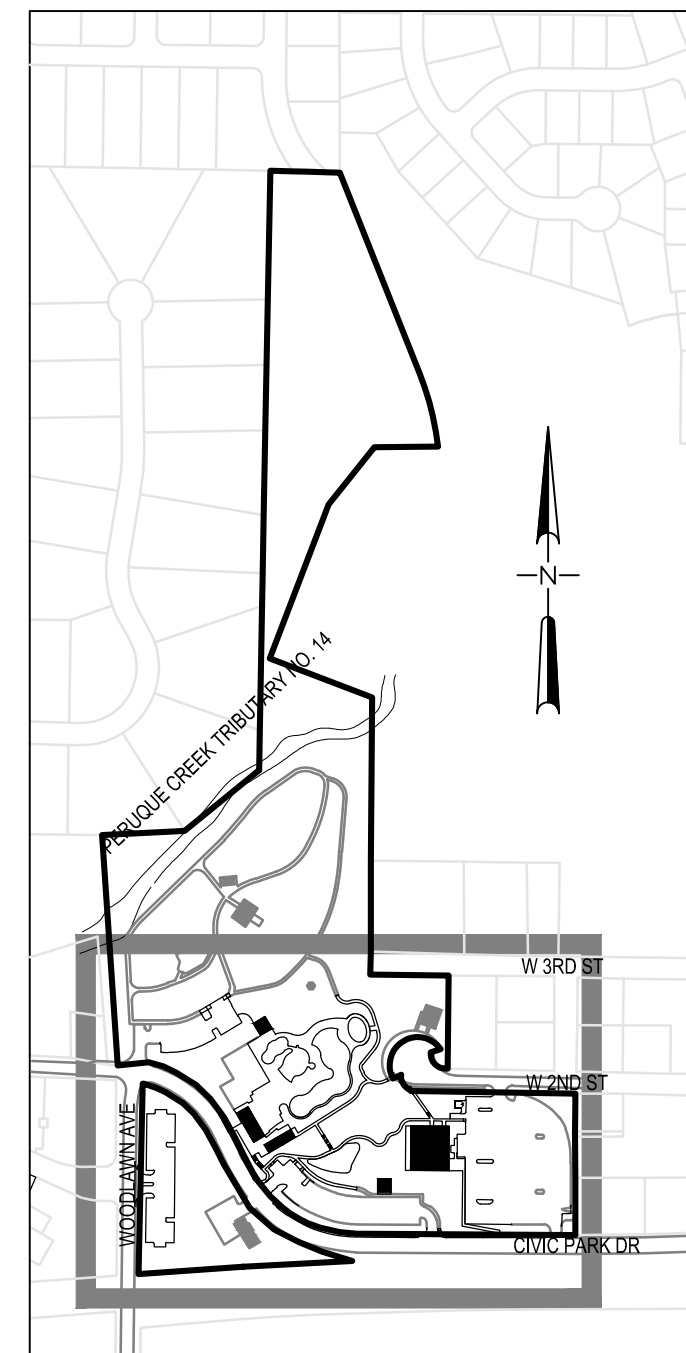 N
PERUQUE CREEK TRIBUTARY NO. 14
W 3RD ST
W 2ND ST
WOODLAWN AVE
CIVIC PARK DR